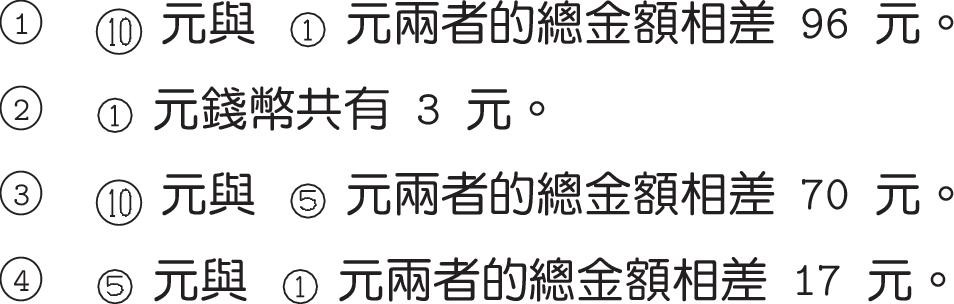 ① ⑩ 元與 ① 元兩者的總金額相差 96 元。
② ① 元錢幣共有 3 元。
③ ⑩ 元與 ⑤ 元兩者的總金額相差 70 元。
④ ⑤ 元與 ① 元兩者的總金額相差 17 元。